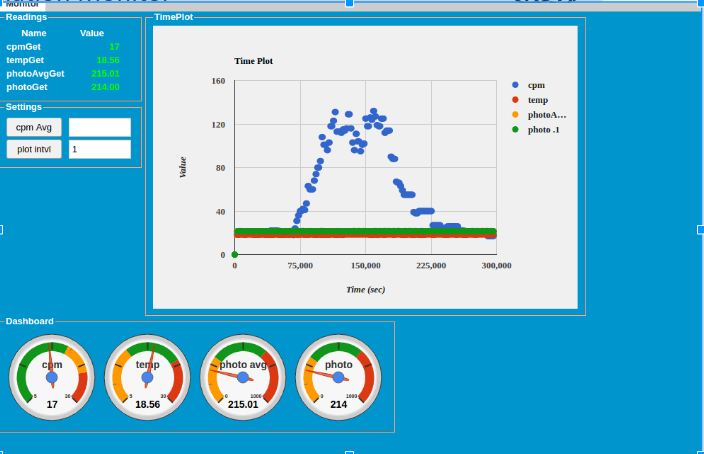 Monitor
Readings
Name Value
cpmGet 17
tempGet 18.56
photoAvgGet 215.01
photoGet 214.00
Settings
cpm Avg
plot intvl 1
TimePlot
Time Plot
160
120
80
40
0
Value
0 75,000 150,000 225,000 300,000
Time (sec)
cpm
temp
photoA...
photo .1
Dashboard
cpm
5 30
17
temp
5 30
18.56
photo avg
0 1000
215.01
photo
0 1000
214